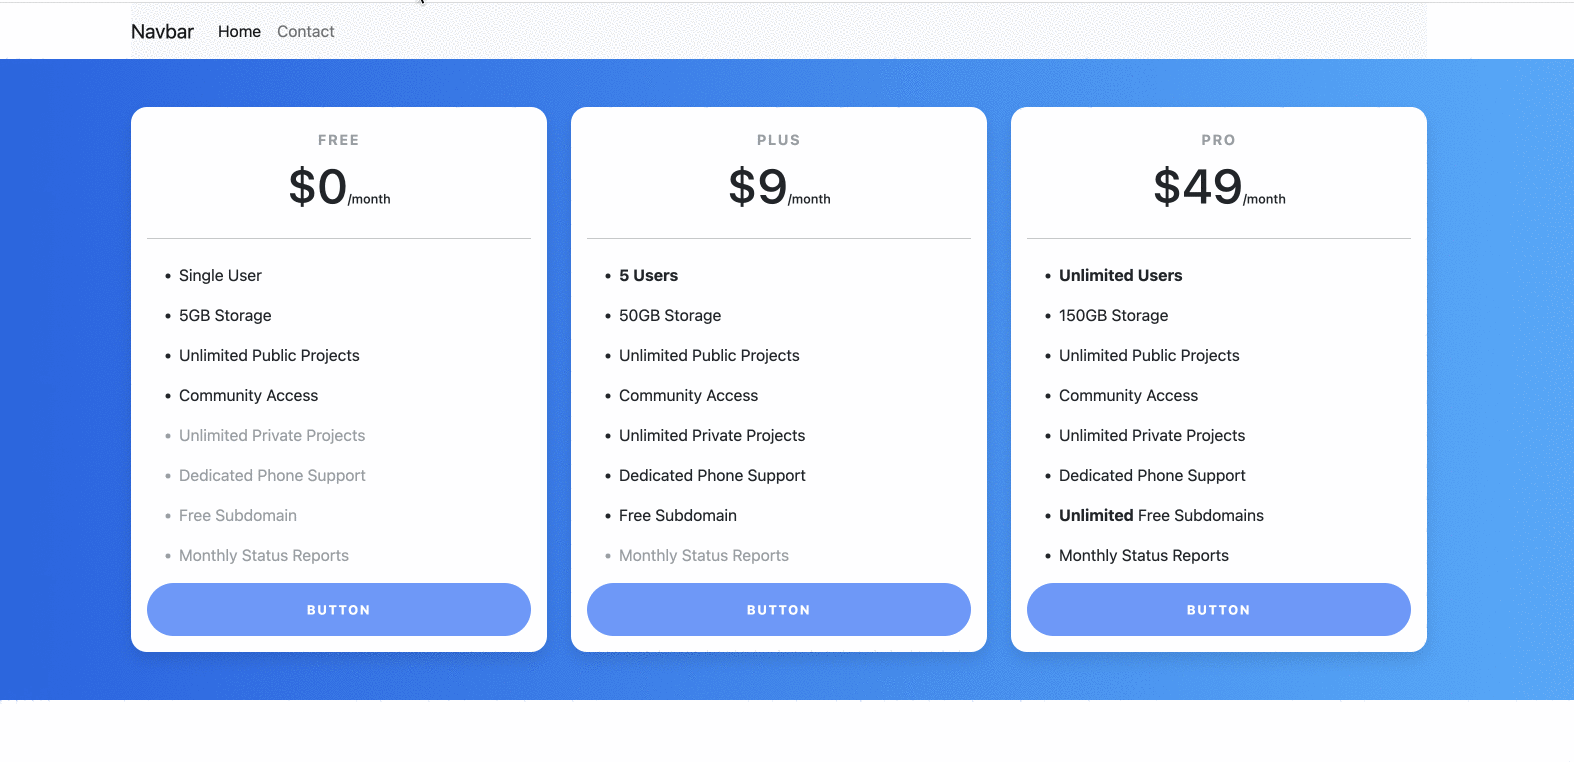 Navbar Home Contact
FREE
$0/month
• Single User
• 5GB Storage
• Unlimited Public Projects
• Community Access
• Unlimited Private Projects
• Dedicated Phone Support
• Free Subdomain
• Monthly Status Reports
BUTTON
PLUS
$9/month
• 5 Users
• 50GB Storage
• Unlimited Public Projects
• Community Access
• Unlimited Private Projects
• Dedicated Phone Support
• Free Subdomain
• Monthly Status Reports
BUTTON
PRO
$49/month
• Unlimited Users
• 150GB Storage
• Unlimited Public Projects
• Community Access
• Unlimited Private Projects
• Dedicated Phone Support
• Unlimited Free Subdomains
• Monthly Status Reports
BUTTON